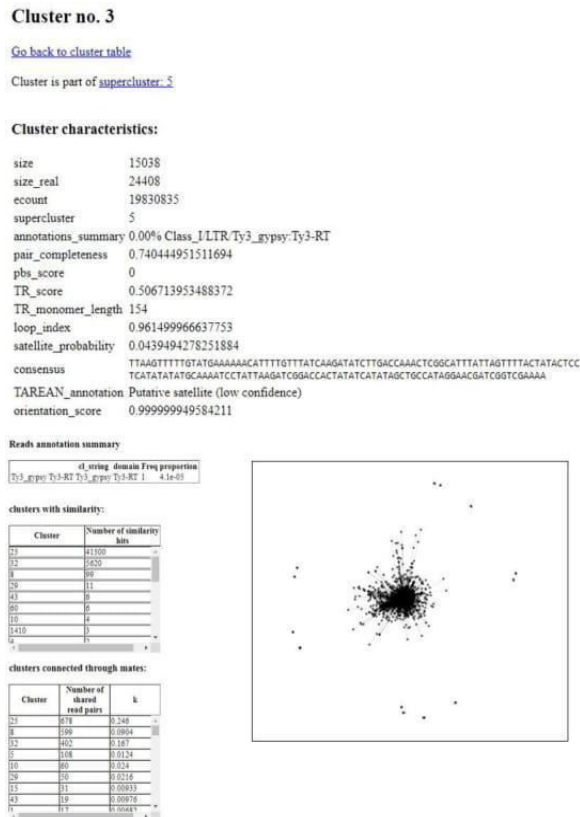 Cluster no. 3
Go back to cluster table
Cluster is part of supercluster: 5
Cluster characteristics:
size 15038
size_real 24408
ecount 19830835
supercluster 5
annotations_summary 0.00% Class_I/LTR/Ty3_gypsy:Ty3-RT
pair_completeness 0.740444951511694
pbs_score 0
TR_score 0.506713953488372
TR_monomer_length 154
loop_index 0.961499966637753
satellite_probability 0.0439494278251884
consensus
TTAAGTTTTTGTATGAAAAAACATTTTGTTTATCAAGATATCTTGACCAAACTCGGCATTTATTAGTTTTACTATACTCC
TCATATATATGCAAAATCCTATTAAGATCGGACCACTATATCATATAGCTGCCATAGGAACGATCGGTCGAAAA
TAREAN_annotation Putative satellite (low confidence)
orientation_score 0.999999949584211
Reads annotation summary
cl_string domain Freq proportion
Ty3_gypsy Ty3-RT Ty3_gypsy Ty3-RT 1 4.1e-05
clusters with similarity:
Cluster Number of similarity hits
25 41300
32 5620
8 99
29 11
43 6
60 6
10 4
1410 3
clusters connected through mates:
Cluster Number of shared read pairs k
25 678 0.246
8 599 0.0904
32 402 0.167
5 108 0.0124
10 60 0.024
29 50 0.0216
15 31 0.00933
43 19 0.00976